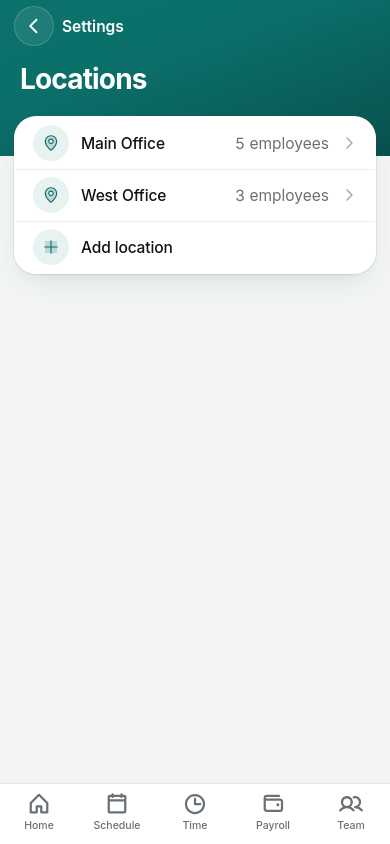 Settings
Locations
Main Office 5 employees
West Office 3 employees
Add location
Home Schedule Time Payroll Team